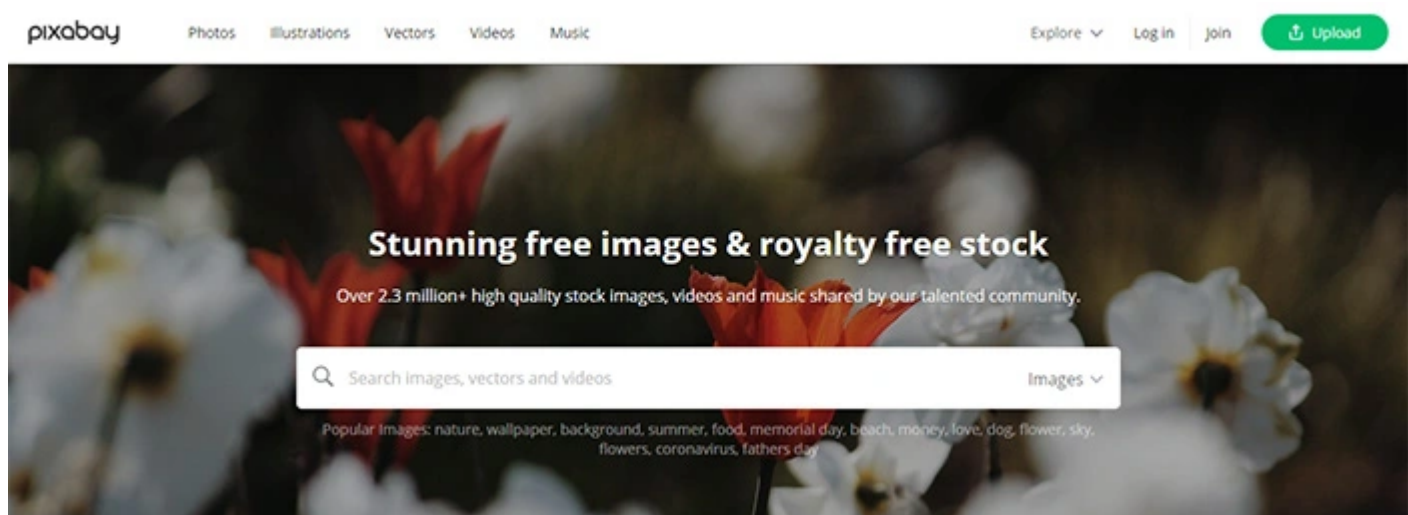 pixabay Photos Illustrations Vectors Videos Music Explore Log in Join Upload
Stunning free images & royalty free stock
Over 2.3 million+ high quality stock images, videos and music shared by our talented community.
Search images, vectors and videos Images
Popular Images: nature, wallpaper, background, summer, food, memorial day, beach, money, love, dog, flower, sky,
flowers, coronavirus, fathers day